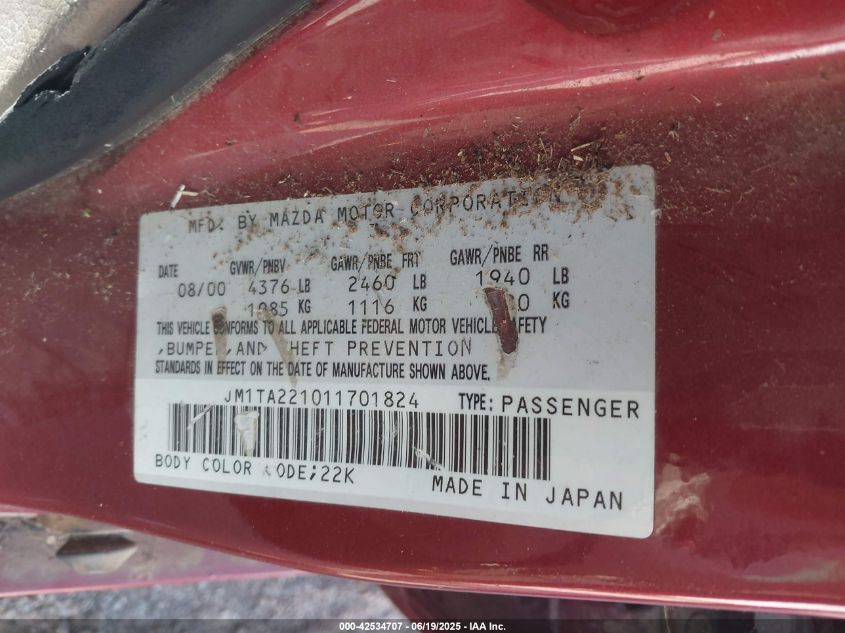 MFD. BY MAZDA MOTOR CORPORATION
DATE GVWR/PNBV GAWR/PNBE FRT GAWR/PNBE RR
08/00 4376 LB 2460 LB 1940 LB
1985 KG 1116 KG KG
THIS VEHICLE CONFORMS TO ALL APPLICABLE FEDERAL MOTOR VEHICLE SAFETY
,BUMPER,AND THEFT PREVENTION
STANDARDS IN EFFECT ON THE DATE OF MANUFACTURE SHOWN ABOVE.
JM1TA221011701824 TYPE: PASSENGER
BODY COLOR CODE;22K
MADE IN JAPAN
000-42534707 - 06/19/2025 - IAA Inc.